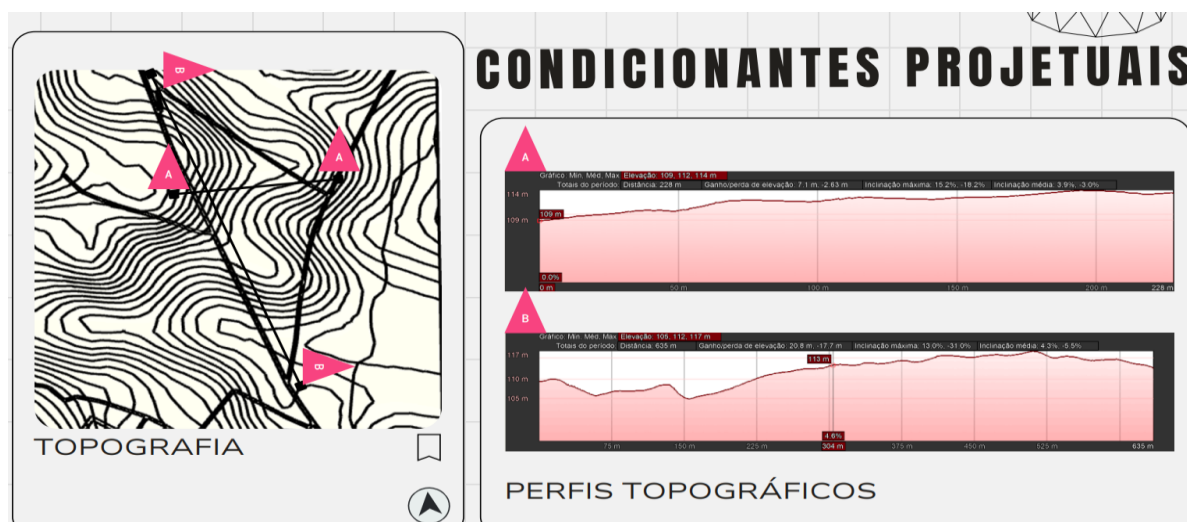 CONDICIONANTES PROJETUAIS
B
A
A
B
TOPOGRAFIA
A
Gráfico: Mín, Méd, Máx Elevação: 109, 112, 114 m
Totais do período: Distância: 228 m Ganho/perda de elevação: 7.1 m, -2.63 m Inclinação máxima: 15.2%, -18.2% Inclinação média: 3.9%, -3.0%
114 m
109 m
109 m
0.0%
0 m 50 m 100 m 150 m 200 m 228 m
B
Gráfico: Mín, Méd, Máx Elevação: 105, 112, 117 m
Totais do período: Distância: 635 m Ganho/perda de elevação: 20.8 m, -17.7 m Inclinação máxima: 13.0%, -31.0% Inclinação média: 4.3%, -5.5%
117 m
113 m
110 m
105 m
4.6%
75 m 150 m 225 m 304 m 375 m 450 m 525 m 635 m
PERFIS TOPOGRÁFICOS